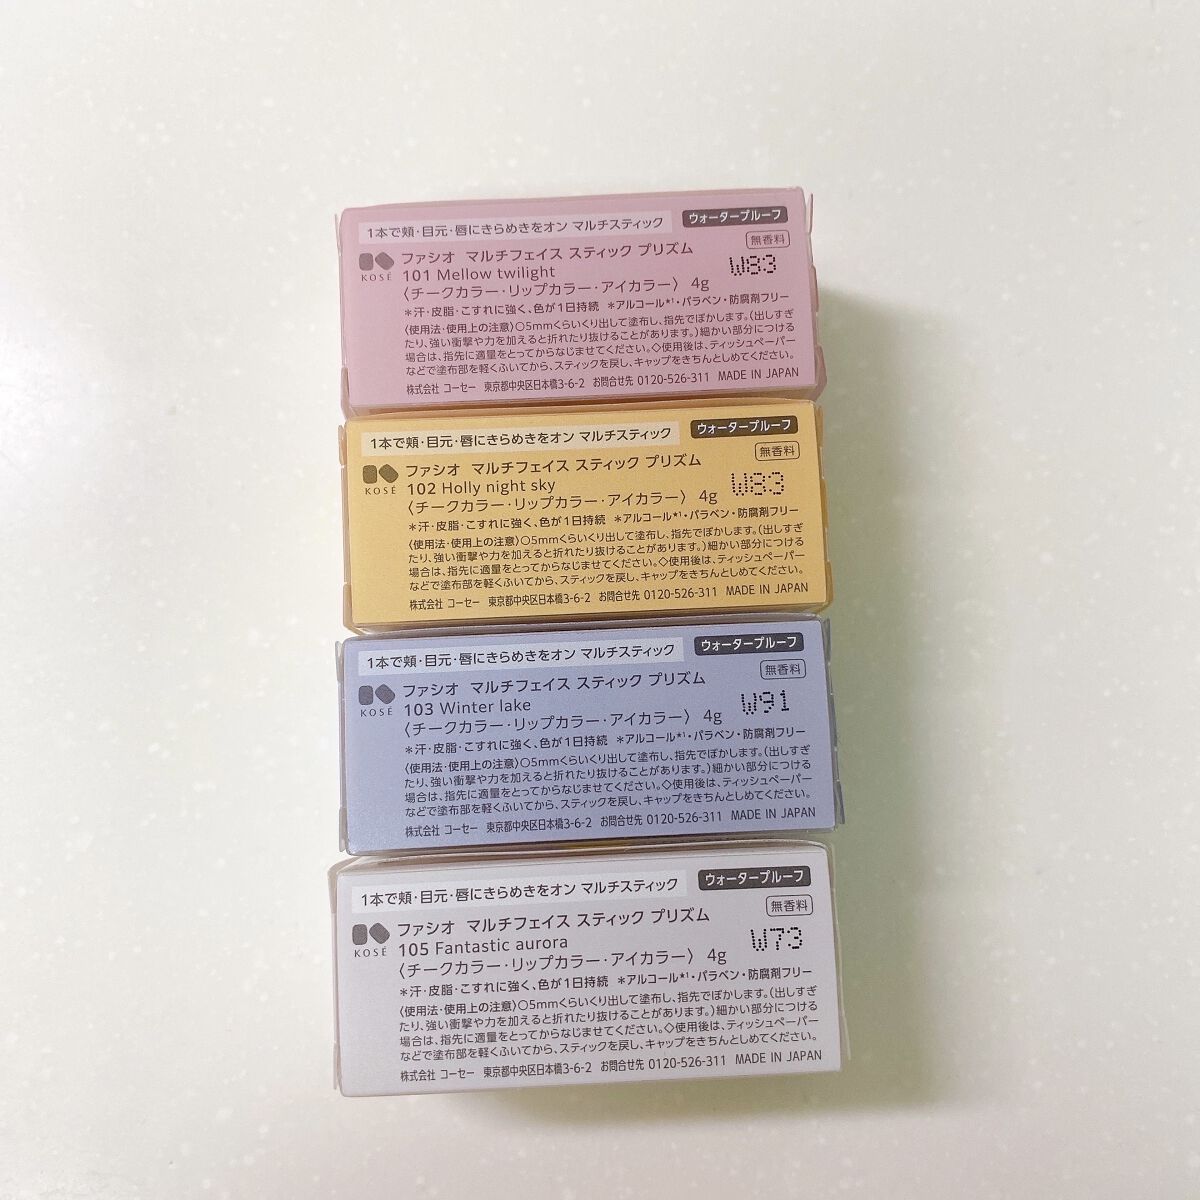 1本で頬・目元・唇にきらめきをオン マルチスティック ウォータープルーフ
無香料
KOSÉ
ファシオ マルチフェイス スティック プリズム
101 Mellow twilight
W83
〈チークカラー・リップカラー・アイカラー〉 4g
＊汗・皮脂・こすれに強く、色が1日持続 ＊アルコール★¹・パラベン・防腐剤フリー
〈使用法・使用上の注意〉○5mmくらいくり出して塗布し、指先でぼかします。（出しすぎ
たり、強い衝撃や力を加えると折れたり抜けることがあります。）細かい部分につける
場合は、指先に適量をとってからなじませてください。◇使用後は、ティッシュペーパー
などで塗布部を軽くふいてから、スティックを戻し、キャップをきちんとしめてください。
株式会社 コーセー 東京都中央区日本橋3-6-2 お問合せ先 0120-526-311 MADE IN JAPAN
1本で頬・目元・唇にきらめきをオン マルチスティック ウォータープルーフ
無香料
KOSÉ
ファシオ マルチフェイス スティック プリズム
102 Holly night sky
W83
〈チークカラー・リップカラー・アイカラー〉 4g
＊汗・皮脂・こすれに強く、色が1日持続 ＊アルコール★¹・パラベン・防腐剤フリー
〈使用法・使用上の注意〉○5mmくらいくり出して塗布し、指先でぼかします。（出しすぎ
たり、強い衝撃や力を加えると折れたり抜けることがあります。）細かい部分につける
場合は、指先に適量をとってからなじませてください。◇使用後は、ティッシュペーパー
などで塗布部を軽くふいてから、スティックを戻し、キャップをきちんとしめてください。
株式会社 コーセー 東京都中央区日本橋3-6-2 お問合せ先 0120-526-311 MADE IN JAPAN
1本で頬・目元・唇にきらめきをオン マルチスティック ウォータープルーフ
無香料
KOSÉ
ファシオ マルチフェイス スティック プリズム
103 Winter lake
W91
〈チークカラー・リップカラー・アイカラー〉 4g
＊汗・皮脂・こすれに強く、色が1日持続 ＊アルコール★¹・パラベン・防腐剤フリー
〈使用法・使用上の注意〉○5mmくらいくり出して塗布し、指先でぼかします。（出しすぎ
たり、強い衝撃や力を加えると折れたり抜けることがあります。）細かい部分につける
場合は、指先に適量をとってからなじませてください。◇使用後は、ティッシュペーパー
などで塗布部を軽くふいてから、スティックを戻し、キャップをきちんとしめてください。
株式会社 コーセー 東京都中央区日本橋3-6-2 お問合せ先 0120-526-311 MADE IN JAPAN
1本で頬・目元・唇にきらめきをオン マルチスティック ウォータープルーフ
無香料
KOSÉ
ファシオ マルチフェイス スティック プリズム
105 Fantastic aurora
W73
〈チークカラー・リップカラー・アイカラー〉 4g
＊汗・皮脂・こすれに強く、色が1日持続 ＊アルコール★¹・パラベン・防腐剤フリー
〈使用法・使用上の注意〉○5mmくらいくり出して塗布し、指先でぼかします。（出しすぎ
たり、強い衝撃や力を加えると折れたり抜けることがあります。）細かい部分につける
場合は、指先に適量をとってからなじませてください。◇使用後は、ティッシュペーパー
などで塗布部を軽くふいてから、スティックを戻し、キャップをきちんとしめてください。
株式会社 コーセー 東京都中央区日本橋3-6-2 お問合せ先 0120-526-311 MADE IN JAPAN